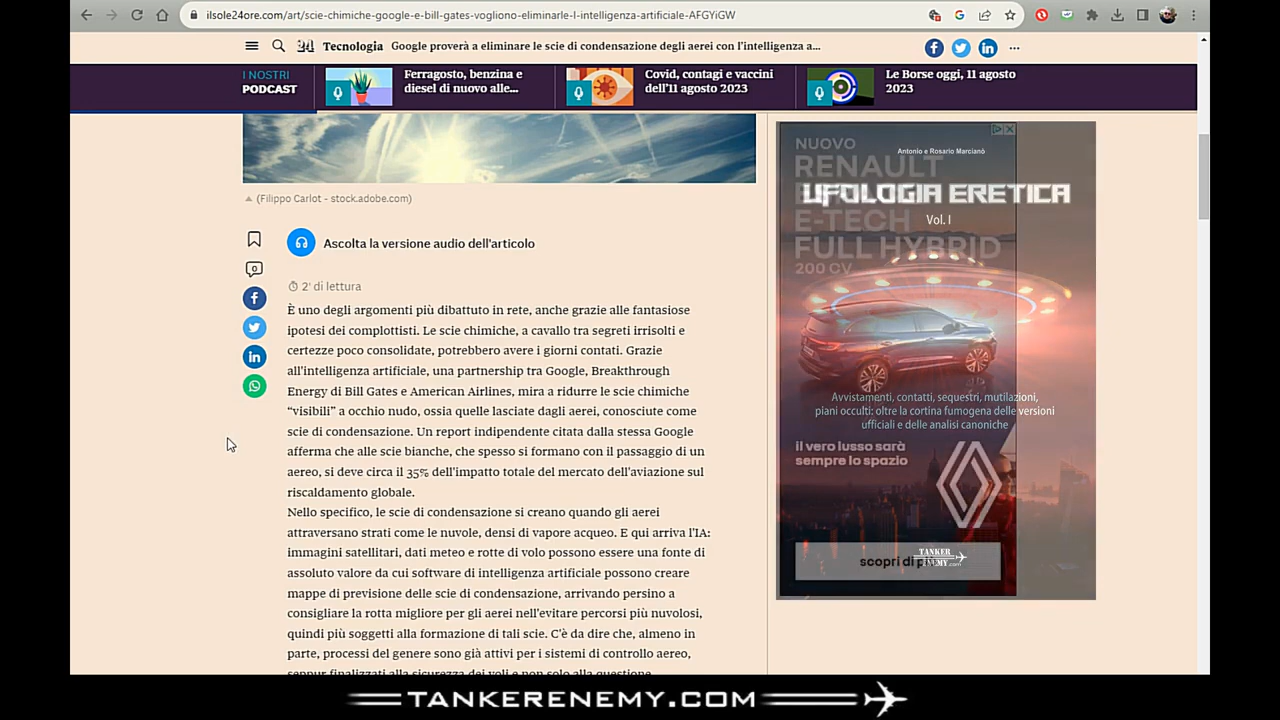 ilsole24ore.com/art/scie-chimiche-google-e-bill-gates-vogliono-eliminarle-l-intelligenza-artificiale-AFGYiGW
24 Tecnologia Google proverà a eliminare le scie di condensazione degli aerei con l'intelligenza a...
I NOSTRI
PODCAST
Ferragosto, benzina e
diesel di nuovo alle...
Covid, contagi e vaccini
dell'11 agosto 2023
Le Borse oggi, 11 agosto
2023
(Filippo Carlot - stock.adobe.com)
Ascolta la versione audio dell'articolo
0
2' di lettura
È uno degli argomenti più dibattuto in rete, anche grazie alle fantasiose
ipotesi dei complottisti. Le scie chimiche, a cavallo tra segreti irrisolti e
certezze poco consolidate, potrebbero avere i giorni contati. Grazie
all'intelligenza artificiale, una partnership tra Google, Breakthrough
Energy di Bill Gates e American Airlines, mira a ridurre le scie chimiche
“visibili” a occhio nudo, ossia quelle lasciate dagli aerei, conosciute come
scie di condensazione. Un report indipendente citata dalla stessa Google
afferma che alle scie bianche, che spesso si formano con il passaggio di un
aereo, si deve circa il 35% dell'impatto totale del mercato dell'aviazione sul
riscaldamento globale.
Nello specifico, le scie di condensazione si creano quando gli aerei
attraversano strati come le nuvole, densi di vapore acqueo. E qui arriva l'IA:
immagini satellitari, dati meteo e rotte di volo possono essere una fonte di
assoluto valore da cui software di intelligenza artificiale possono creare
mappe di previsione delle scie di condensazione, arrivando persino a
consigliare la rotta migliore per gli aerei nell'evitare percorsi più nuvolosi,
quindi più soggetti alla formazione di tali scie. C'è da dire che, almeno in
parte, processi del genere sono già attivi per i sistemi di controllo aereo,
seppur finalizzati alla sicurezza dei voli e non solo alla questione
NUOVO
RENAULT
E-TECH
FULL HYBRID
200 CV
Antonio e Rosario Marcianò
UFOLOGIA ERETICA
Vol. I
Avvistamenti, contatti, sequestri, mutilazioni,
piani occulti: oltre la cortina fumogena delle versioni
ufficiali e delle analisi canoniche
il vero lusso sarà
sempre lo spazio
scopri di
TANKER
ENEMY.com
TANKERENEMY.COM